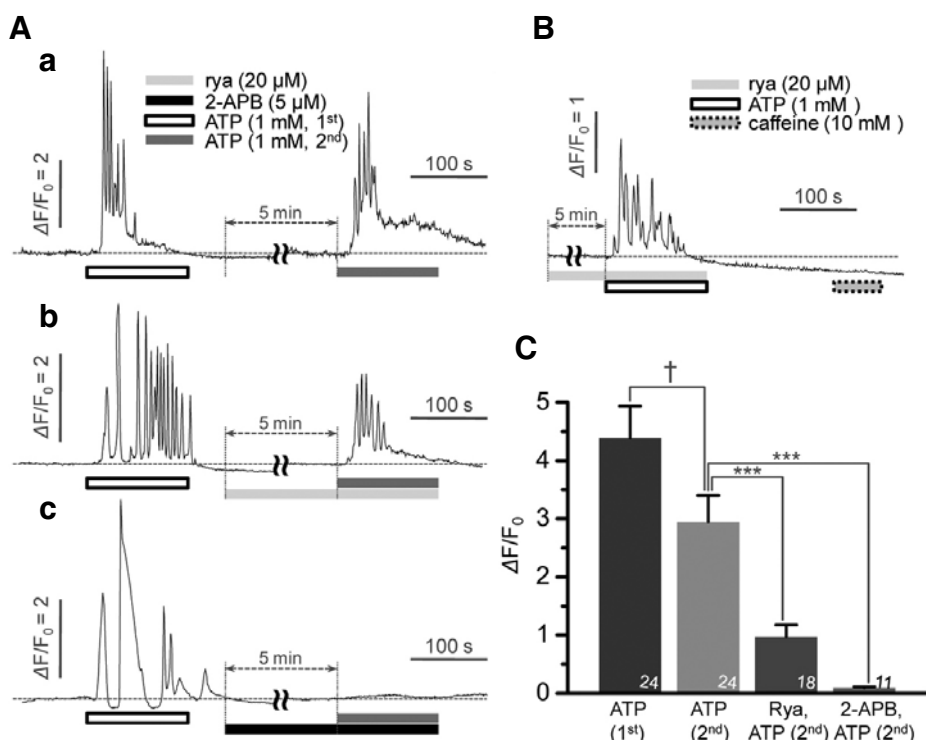 A
a
rya (20 µM)
2-APB (5 µM)
ATP (1 mM, 1st)
ATP (1 mM, 2nd)
ΔF/F0 = 2
100 s
5 min
b
ΔF/F0 = 2
100 s
5 min
c
ΔF/F0 = 2
100 s
5 min
B
rya (20 µM)
ATP (1 mM )
caffeine (10 mM )
ΔF/F0 = 1
100 s
5 min
C
†
***
***
ΔF/F0
5
4
3
2
1
0
24
24
18
11
ATP (1st)
ATP (2nd)
Rya, ATP (2nd)
2-APB, ATP (2nd)